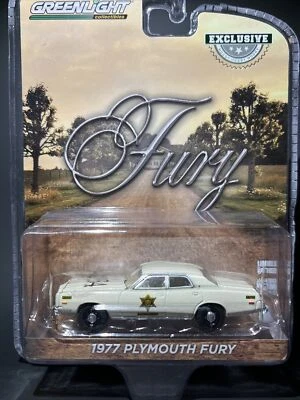 GREENLIGHT
collectibles
EXCLUSIVE
Fury
1977 PLYMOUTH FURY